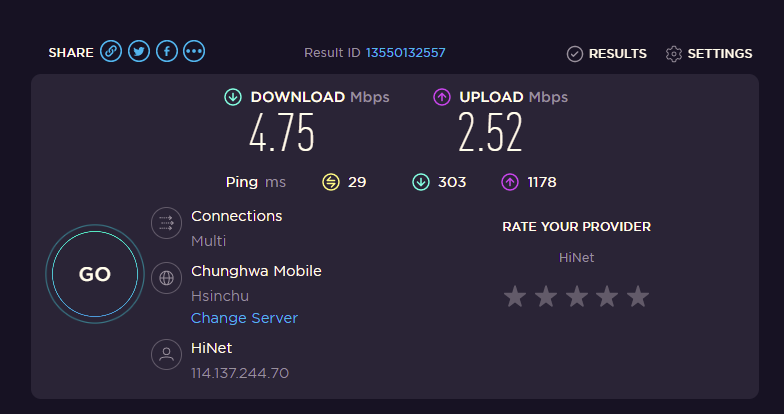 SHARE
Result ID 13550132557
RESULTS
SETTINGS
DOWNLOAD Mbps
4.75
UPLOAD Mbps
2.52
Ping ms
29
303
1178
GO
Connections
Multi
Chunghwa Mobile
Hsinchu
Change Server
HiNet
114.137.244.70
RATE YOUR PROVIDER
HiNet